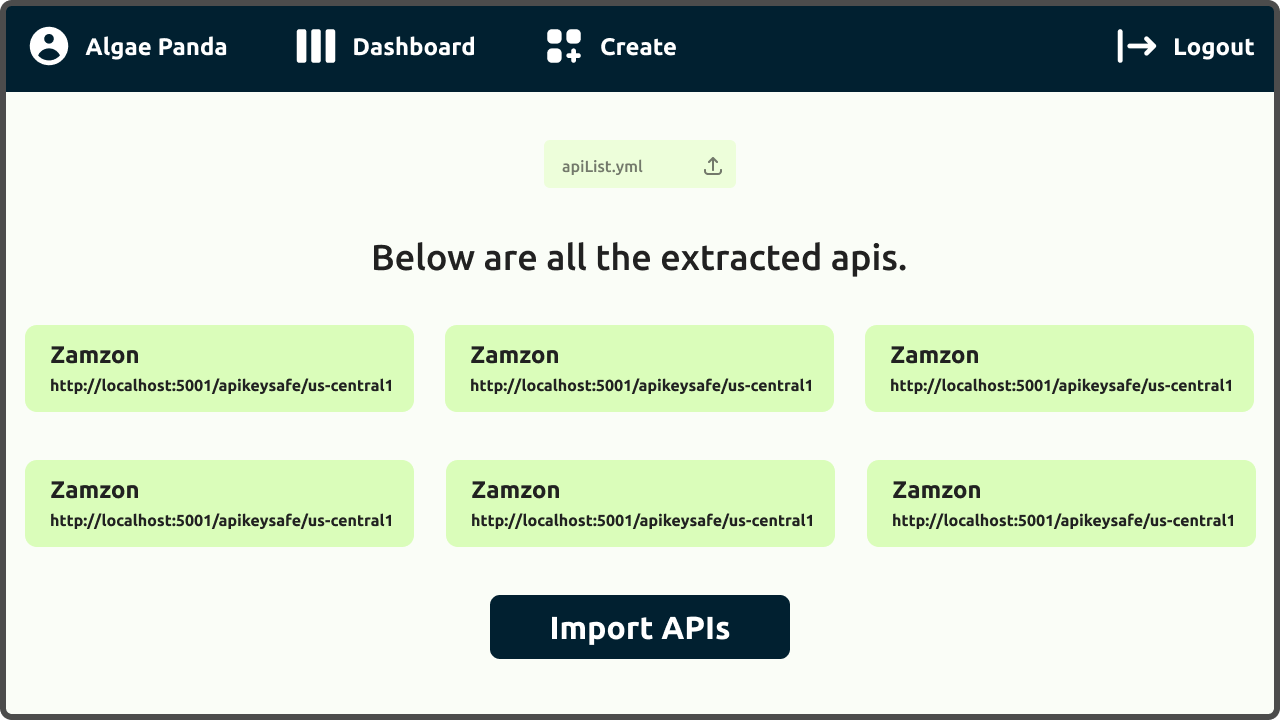 Algae Panda Dashboard Create Logout
apiList.yml
Below are all the extracted apis.
Zamzon Zamzon Zamzon
http://localhost:5001/apikeysafe/us-central1 http://localhost:5001/apikeysafe/us-central1 http://localhost:5001/apikeysafe/us-central1
Zamzon Zamzon Zamzon
http://localhost:5001/apikeysafe/us-central1 http://localhost:5001/apikeysafe/us-central1 http://localhost:5001/apikeysafe/us-central1
Import APIs